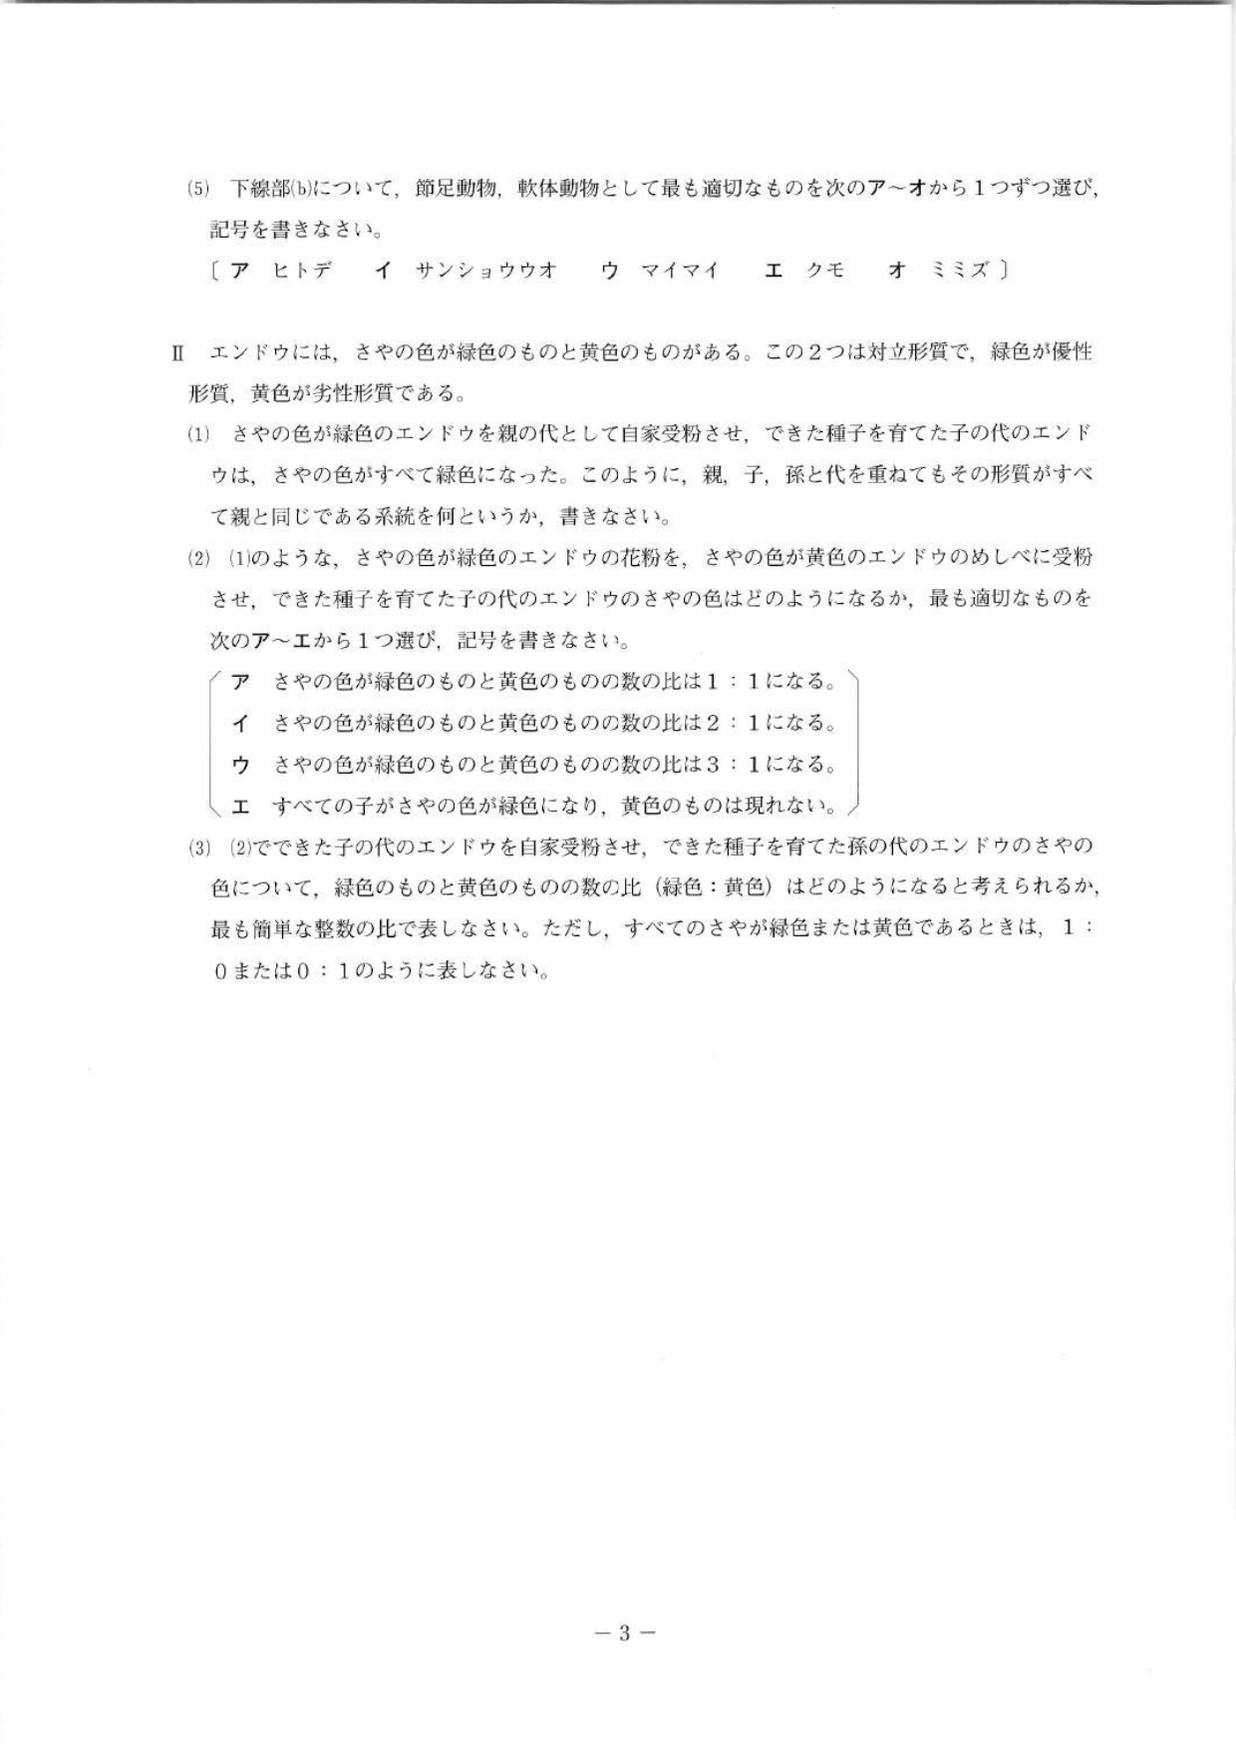 (5) 下線部(b)について，節足動物，軟体動物として最も適切なものを次のア～オから１つずつ選び，
記号を書きなさい。
〔 ア ヒトデ イ サンショウウオ ウ マイマイ エ クモ オ ミミズ 〕
Ⅱ エンドウには，さやの色が緑色のものと黄色のものがある。この２つは対立形質で，緑色が優性
形質，黄色が劣性形質である。
(1) さやの色が緑色のエンドウを親の代として自家受粉させ，できた種子を育てた子の代のエンド
ウは，さやの色がすべて緑色になった。このように，親，子，孫と代を重ねてもその形質がすべ
て親と同じである系統を何というか，書きなさい。
(2) (1)のような，さやの色が緑色のエンドウの花粉を，さやの色が黄色のエンドウのめしべに受粉
させ，できた種子を育てた子の代のエンドウのさやの色はどのようになるか，最も適切なものを
次のア～エから１つ選び，記号を書きなさい。
ア さやの色が緑色のものと黄色のものの数の比は１：１になる。
イ さやの色が緑色のものと黄色のものの数の比は２：１になる。
ウ さやの色が緑色のものと黄色のものの数の比は３：１になる。
エ すべての子がさやの色が緑色になり，黄色のものは現れない。
(3) (2)でできた子の代のエンドウを自家受粉させ，できた種子を育てた孫の代のエンドウのさやの
色について，緑色のものと黄色のものの数の比（緑色：黄色）はどのようになると考えられるか，
最も簡単な整数の比で表しなさい。ただし，すべてのさやが緑色または黄色であるときは，１：
０または０：１のように表しなさい。
－ 3 －